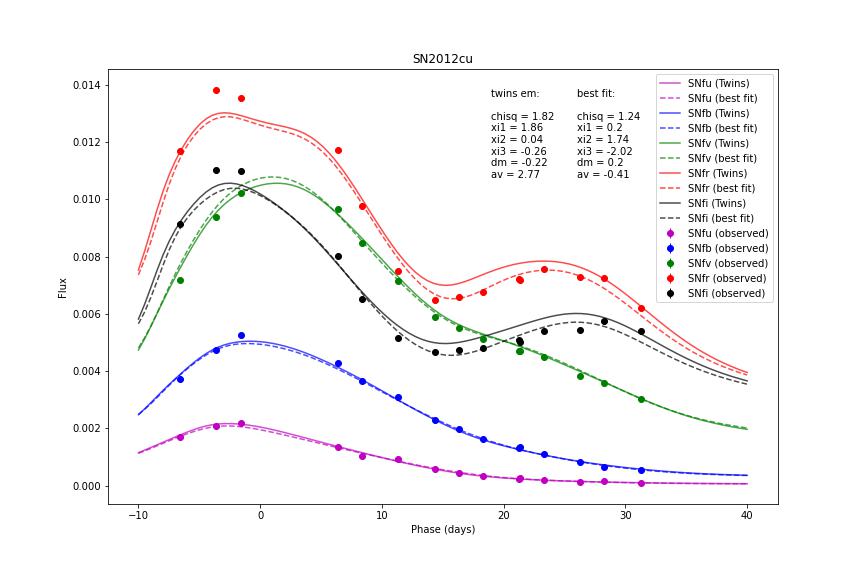 SN2012cu
0.014
0.012
0.010
0.008
0.006
0.004
0.002
0.000
Flux
−10
0
10
20
30
40
Phase (days)
twins em:
chisq = 1.82
xi1 = 1.86
xi2 = 0.04
xi3 = -0.26
dm = -0.22
av = 2.77
best fit:
chisq = 1.24
xi1 = 0.2
xi2 = 1.74
xi3 = -2.02
dm = 0.2
av = -0.41
SNfu (Twins)
SNfu (best fit)
SNfb (Twins)
SNfb (best fit)
SNfv (Twins)
SNfv (best fit)
SNfr (Twins)
SNfr (best fit)
SNfi (Twins)
SNfi (best fit)
SNfu (observed)
SNfb (observed)
SNfv (observed)
SNfr (observed)
SNfi (observed)